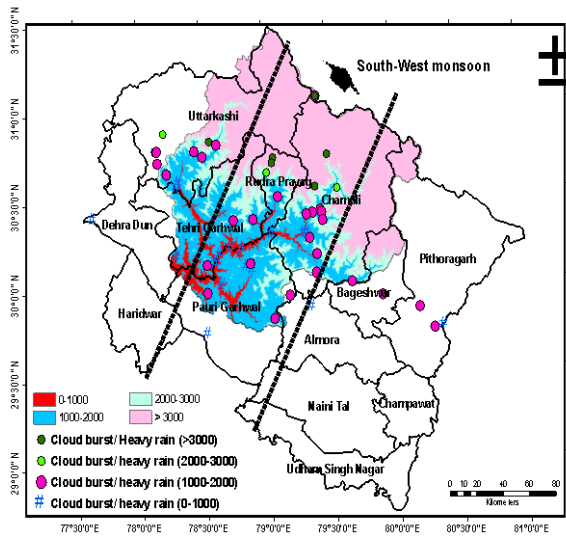 South-West monsoon
Uttarkashi
Rudra Prayag
Chamoli
Tehri Garhwal
Dehra Dun
Pithoragarh
Bageshwar
Haridwar
Pauri Garhwal
Almora
Naini Tal
Champawat
Udham Singh Nagar
0-1000
2000-3000
1000-2000
> 3000
Cloud burst/ Heavy rain (>3000)
Cloud burst/ heavy rain (2000-3000)
Cloud burst/ heavy rain (1000-2000)
# Cloud burst/ heavy rain (0-1000)
0 10 20 40 60 80
Kilometers
31°30'0"N
31°0'0"N
30°30'0"N
30°0'0"N
29°30'0"N
29°0'0"N
77°30'0"E
78°0'0"E
78°30'0"E
79°0'0"E
79°30'0"E
80°0'0"E
80°30'0"E
81°0'0"E